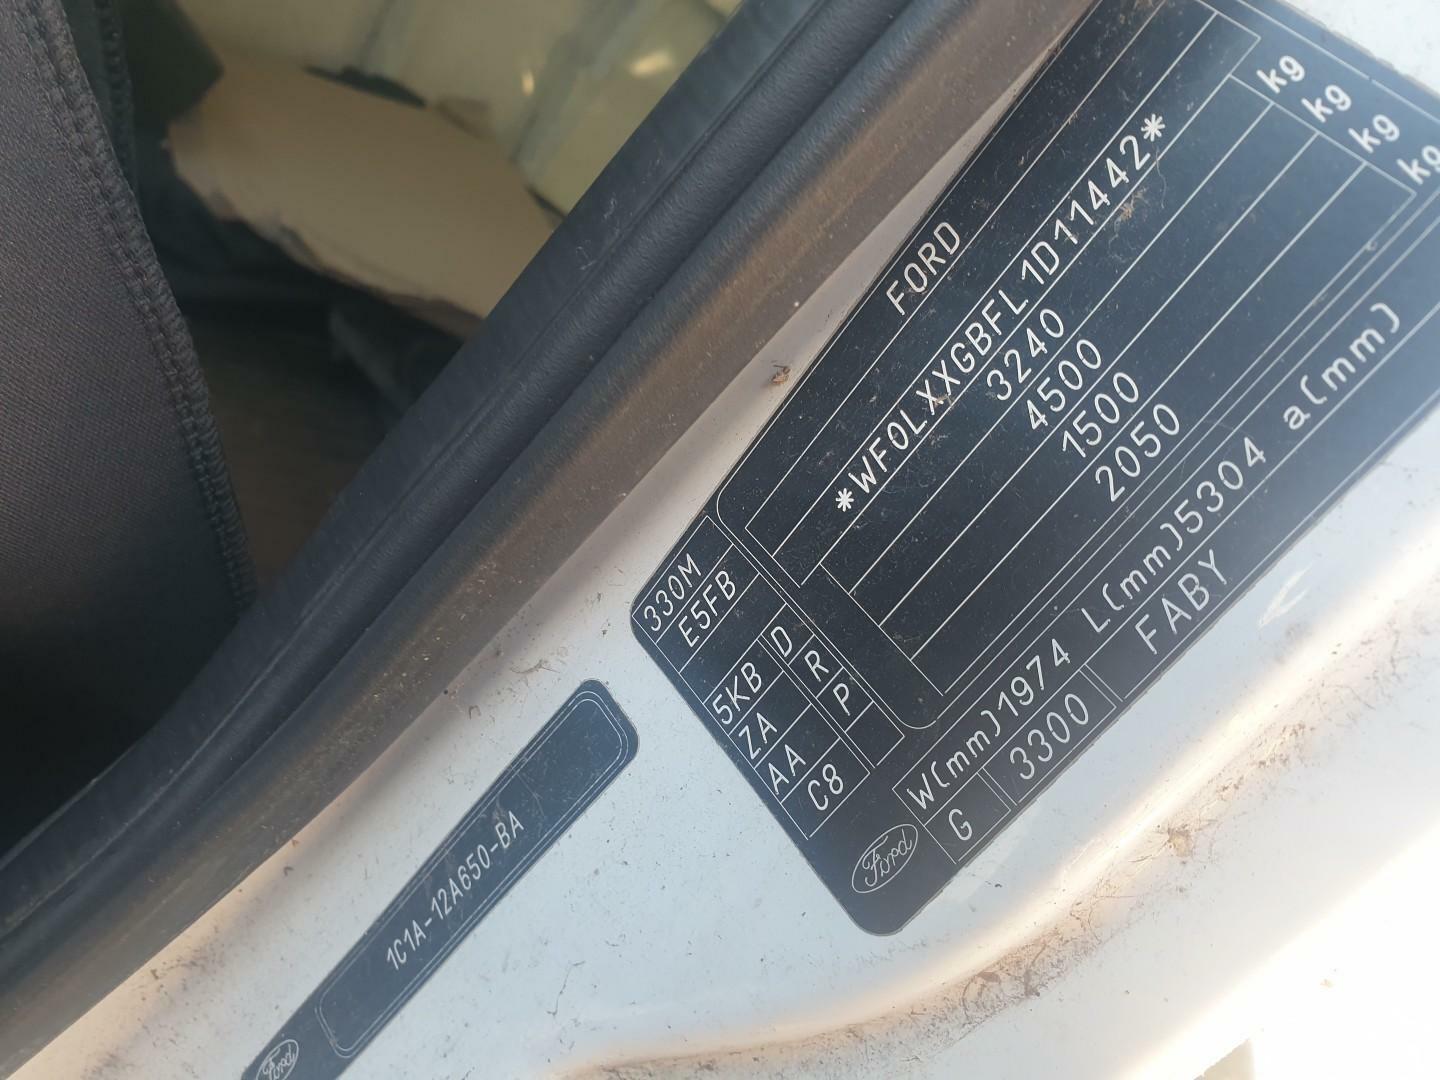 FORD
*WF0LXXGBFL1D11442*
3240 kg
4500 kg
1500 kg
2050 kg
330M
E5FB
5KB D
ZA R
AA P
C8
W(mm)1974 L(mm)5304 a(mm)
G 3300 FABY
Ford
1C1A-12A650-BA
Ford